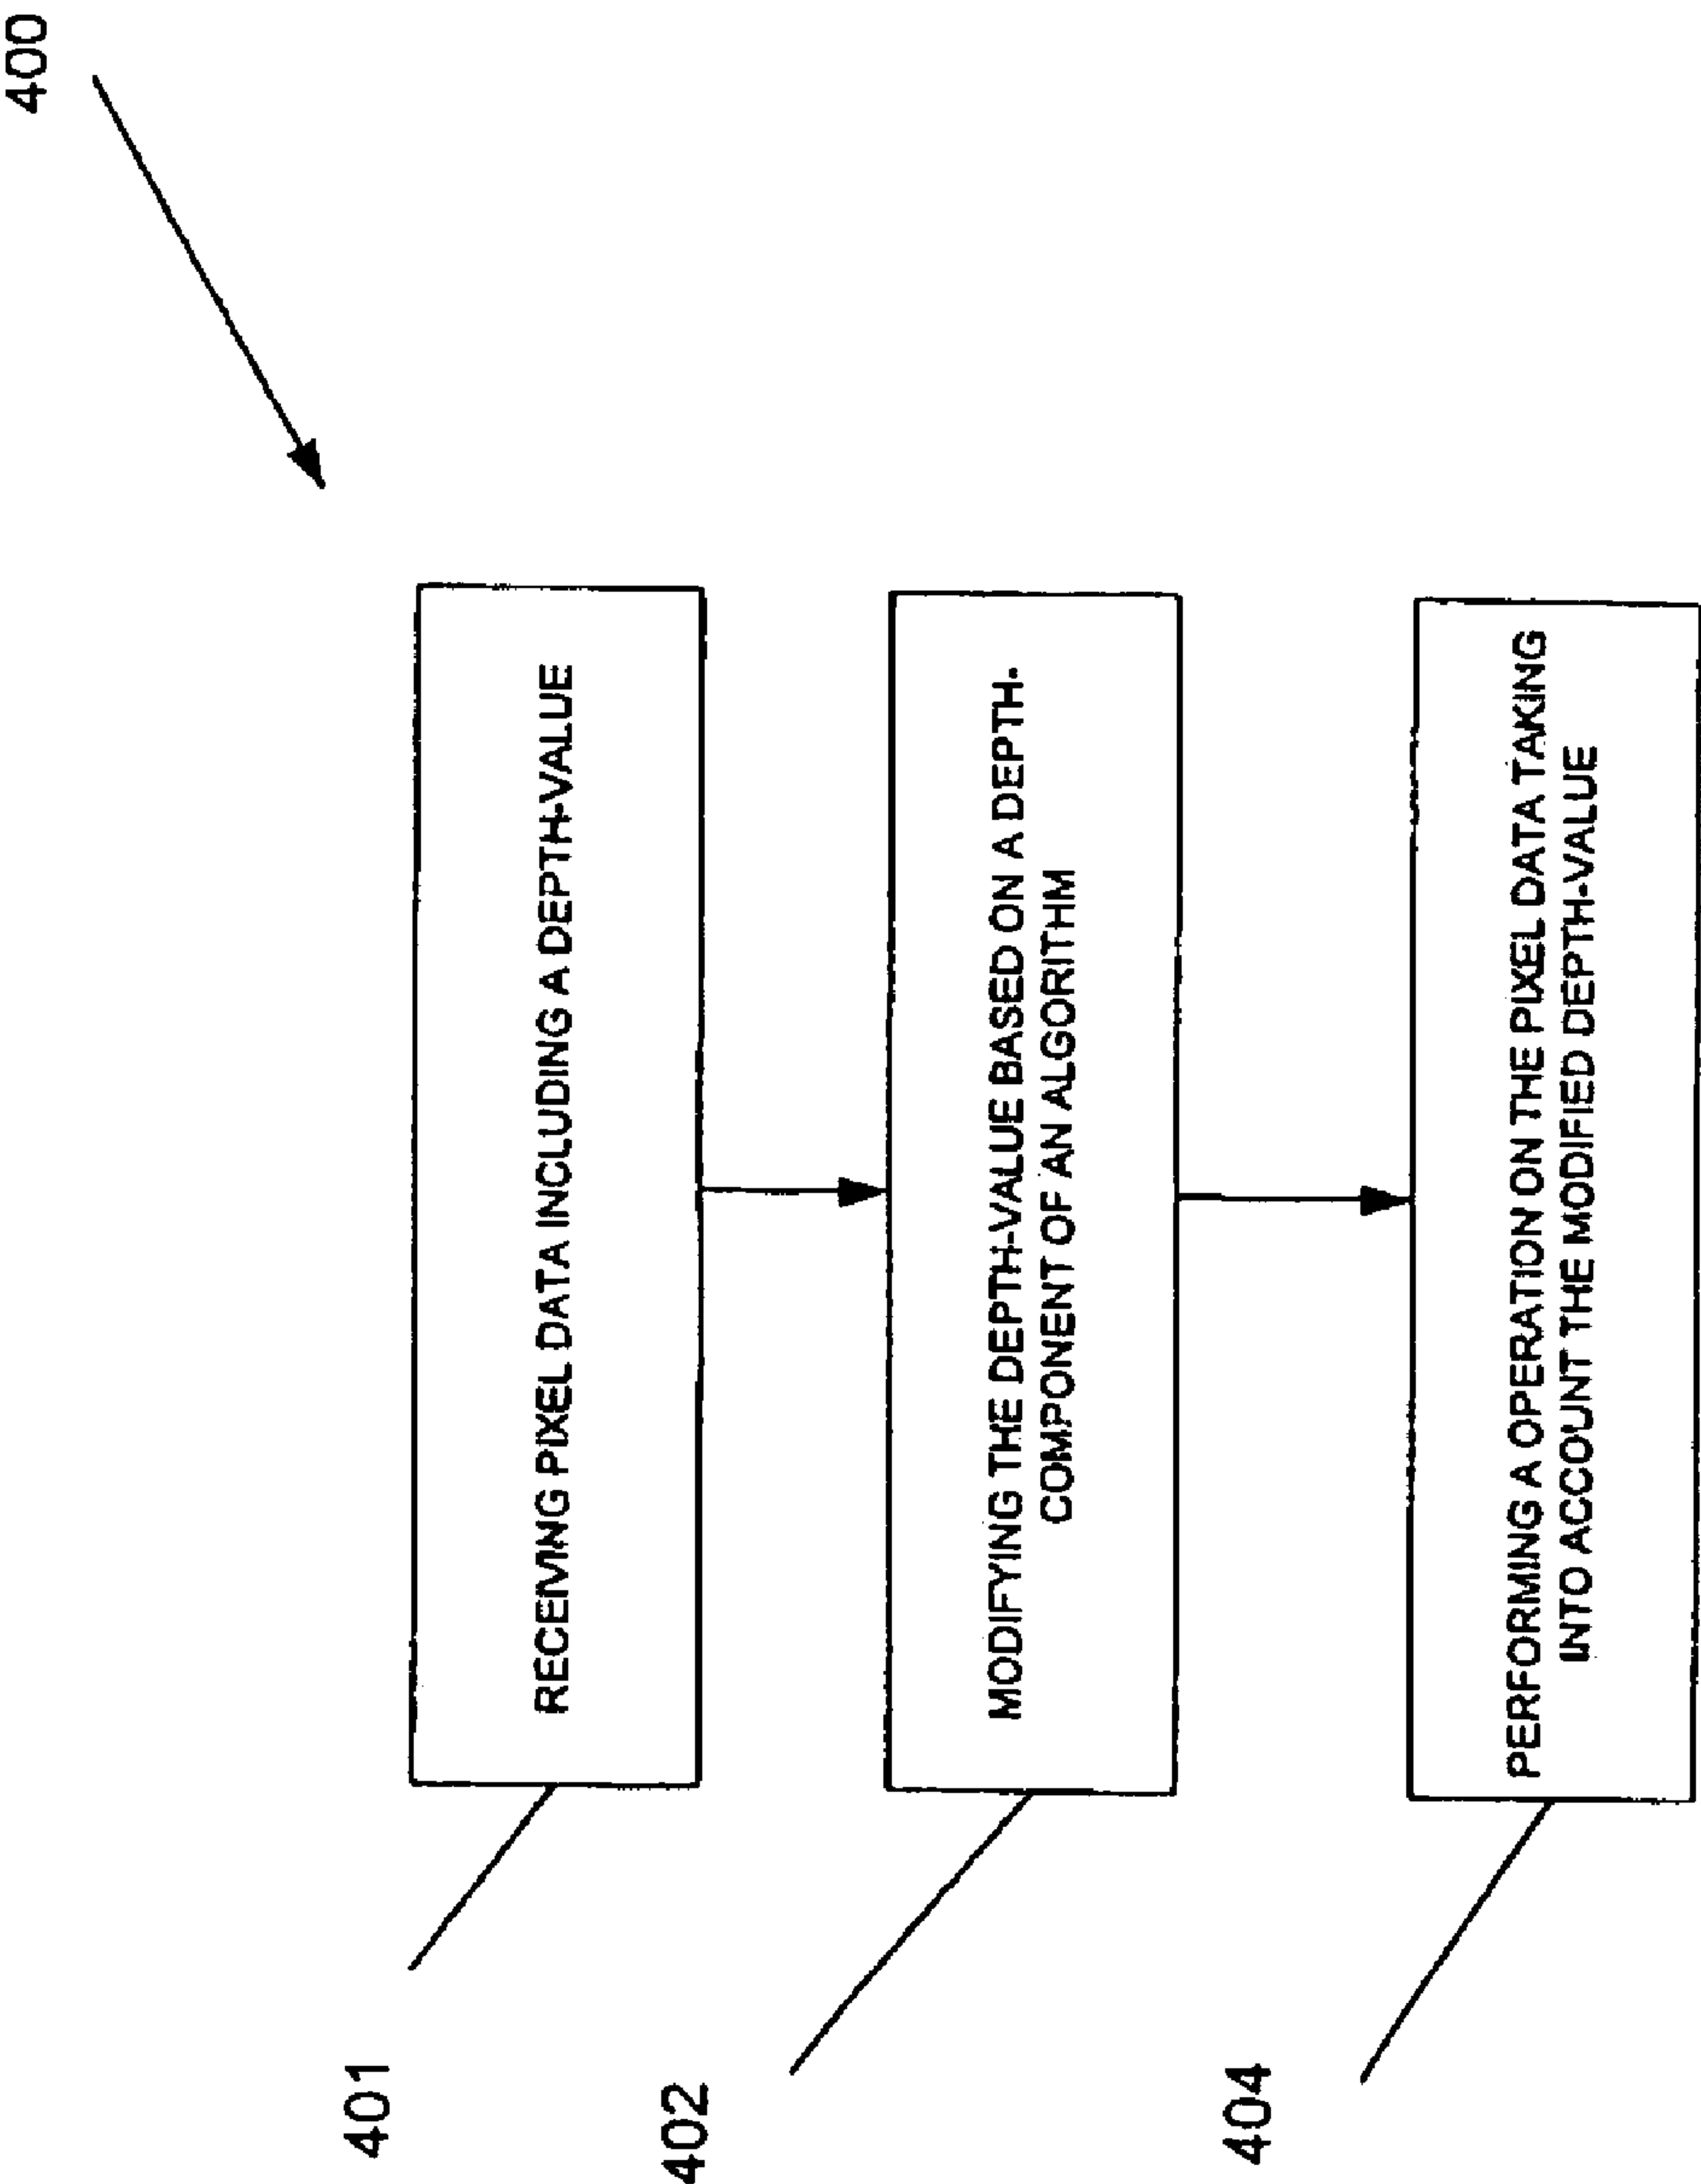 400
401
RECEIVING PIXEL DATA INCLUDING A DEPTH-VALUE
402
MODIFYING THE DEPTH-VALUE BASED ON A DEPTH-
COMPONENT OF AN ALGORITHM
404
PERFORMING A OPERATION ON THE PIXEL DATA TAKING
INTO ACCOUNT THE MODIFIED DEPTH-VALUE